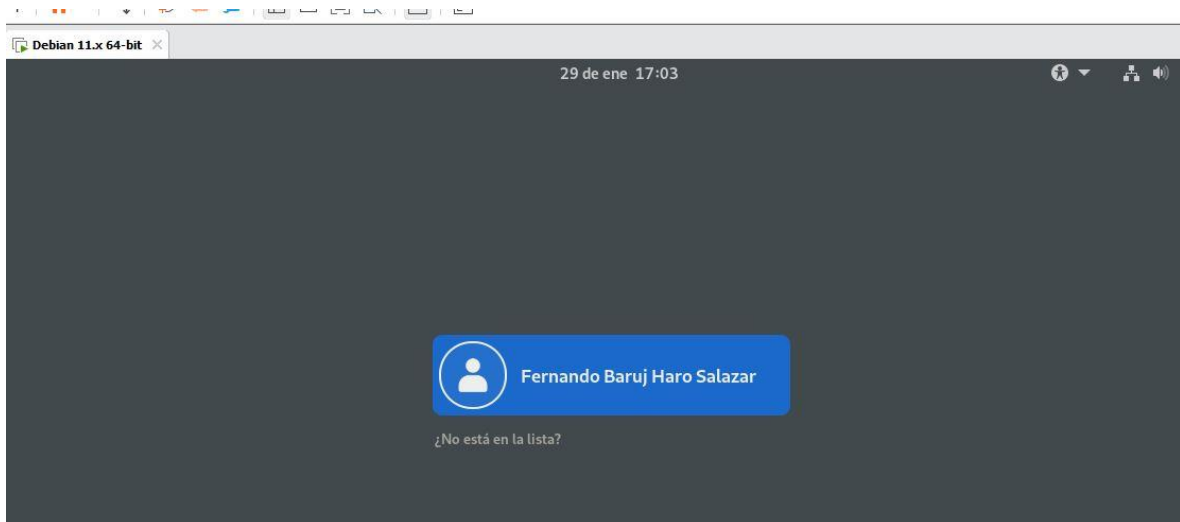 Debian 11.x 64-bit
29 de ene 17:03
Fernando Baruj Haro Salazar
¿No está en la lista?